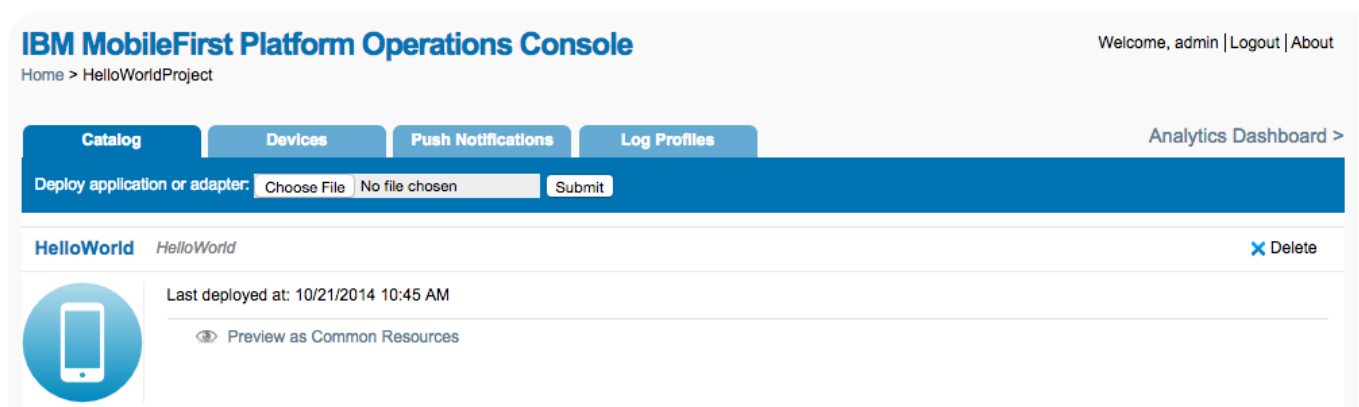 IBM MobileFirst Platform Operations Console
Welcome, admin | Logout | About
Home > HelloWorldProject
Catalog Devices Push Notifications Log Profiles Analytics Dashboard >
Deploy application or adapter: Choose File No file chosen Submit
HelloWorld HelloWorld Delete
Last deployed at: 10/21/2014 10:45 AM
Preview as Common Resources